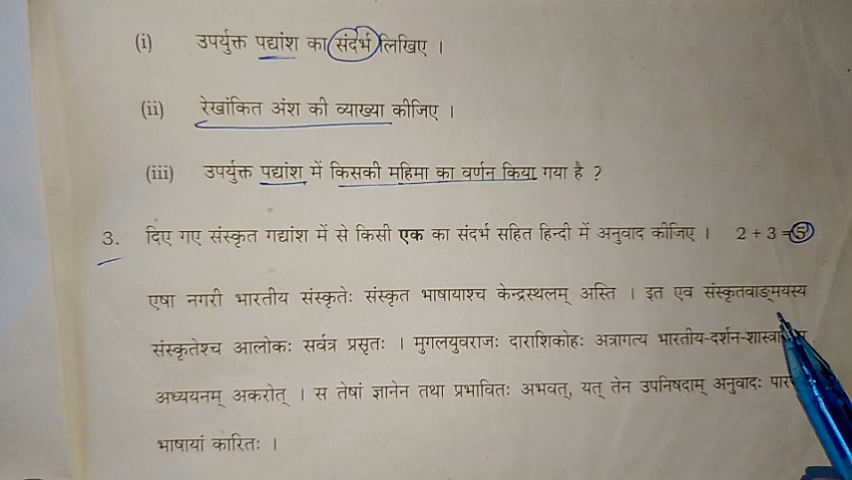 (i) उपर्युक्त पद्यांश का संदर्भ लिखिए ।
(ii) रेखांकित अंश की व्याख्या कीजिए ।
(iii) उपर्युक्त पद्यांश में किसकी महिमा का वर्णन किया गया है ?
3. दिए गए संस्कृत गद्यांश में से किसी एक का संदर्भ सहित हिन्दी में अनुवाद कीजिए । 2 + 3 = 5
एषा नगरी भारतीय संस्कृतेः संस्कृत भाषायाश्च केन्द्रस्थलम् अस्ति । इत एव संस्कृतवाङ्मयस्य
संस्कृतेश्च आलोकः सर्वत्र प्रसृतः । मुगलयुवराजः दाराशिकोहः अत्रागत्य भारतीय-दर्शन-
अध्ययनम् अकरोत् । स तेषां ज्ञानेन तथा प्रभावितः अभवत्, यत् तेन उपनिषदाम् अनुवादः
भाषायां कारितः ।